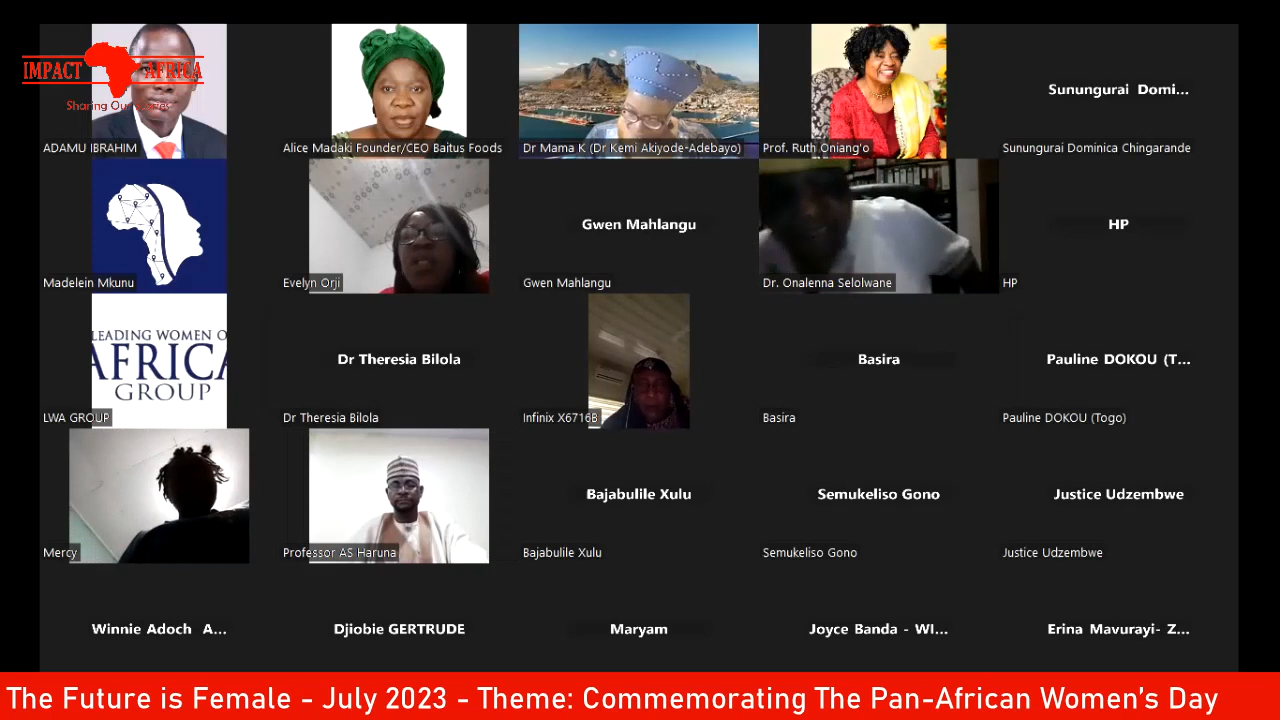 IMPACT AFRICA
Sharing Our
ADAMU IBRAHIM
Alice Madaki Founder/CEO Baitus Foods
Dr Mama K (Dr Kemi Akiyode-Adebayo)
Prof. Ruth Oniang'o
Sunungurai Domi...
Sunungurai Dominica Chingarande
Madelein Mkunu
Evelyn Orji
Gwen Mahlangu
Gwen Mahlangu
Dr. Onalenna Selolwane
HP
HP
LEADING WOMEN O
AFRICA
GROUP
LWA GROUP
Dr Theresia Bilola
Dr Theresia Bilola
Infinix X6716B
Basira
Basira
Pauline DOKOU (T...
Pauline DOKOU (Togo)
Mercy
Professor AS Haruna
Bajabulile Xulu
Bajabulile Xulu
Semukeliso Gono
Semukeliso Gono
Justice Udzembwe
Justice Udzembwe
Winnie Adoch A...
Djiobie GERTRUDE
Maryam
Joyce Banda - WI...
Erina Mavurayi- Z...
The Future is Female - July 2023 - Theme: Commemorating The Pan-African Women's Day